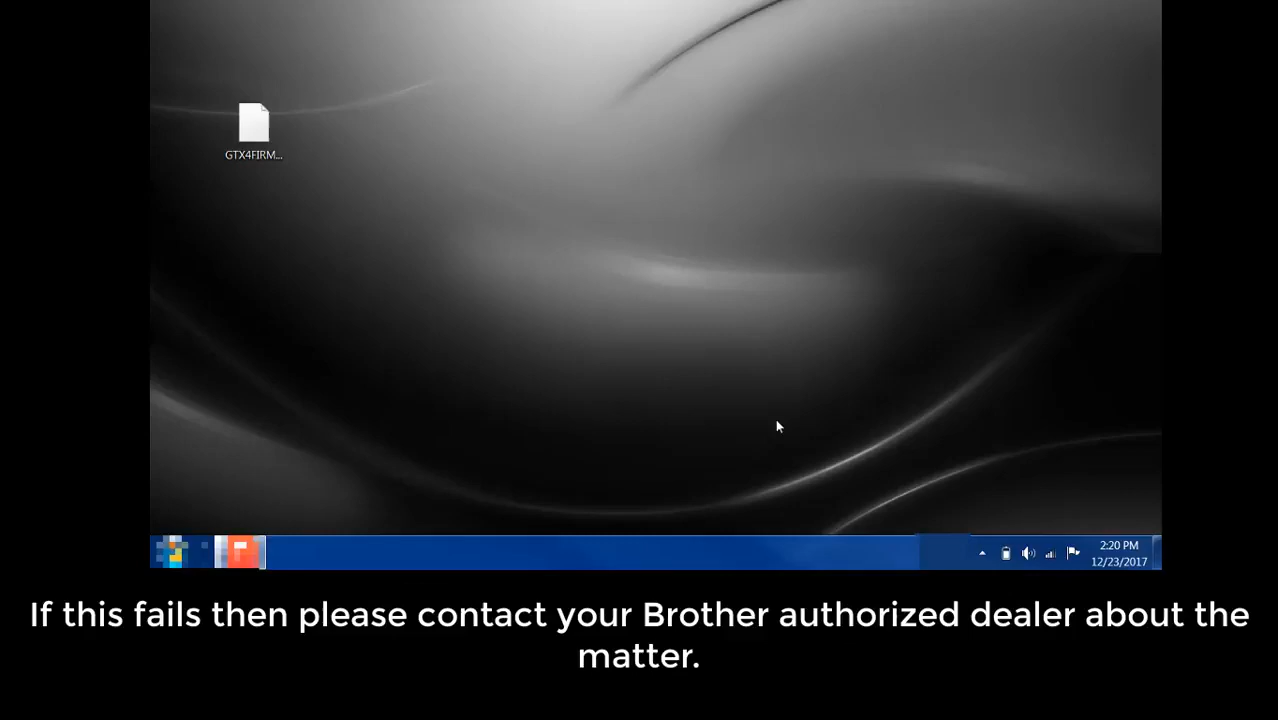 GTX4FIRM...
2:20 PM
12/23/2017
If this fails then please contact your Brother authorized dealer about the
matter.